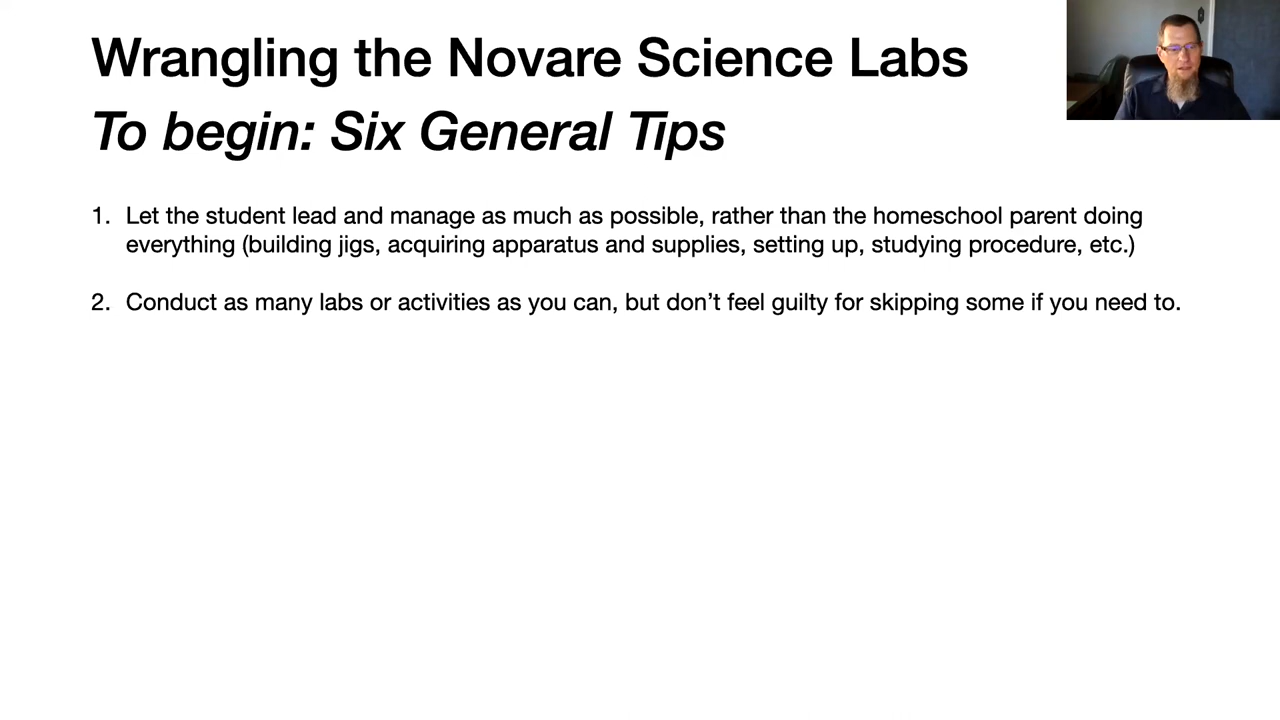 Wrangling the Novare Science Labs
To begin: Six General Tips
1. Let the student lead and manage as much as possible, rather than the homeschool parent doing
everything (building jigs, acquiring apparatus and supplies, setting up, studying procedure, etc.)
2. Conduct as many labs or activities as you can, but don’t feel guilty for skipping some if you need to.